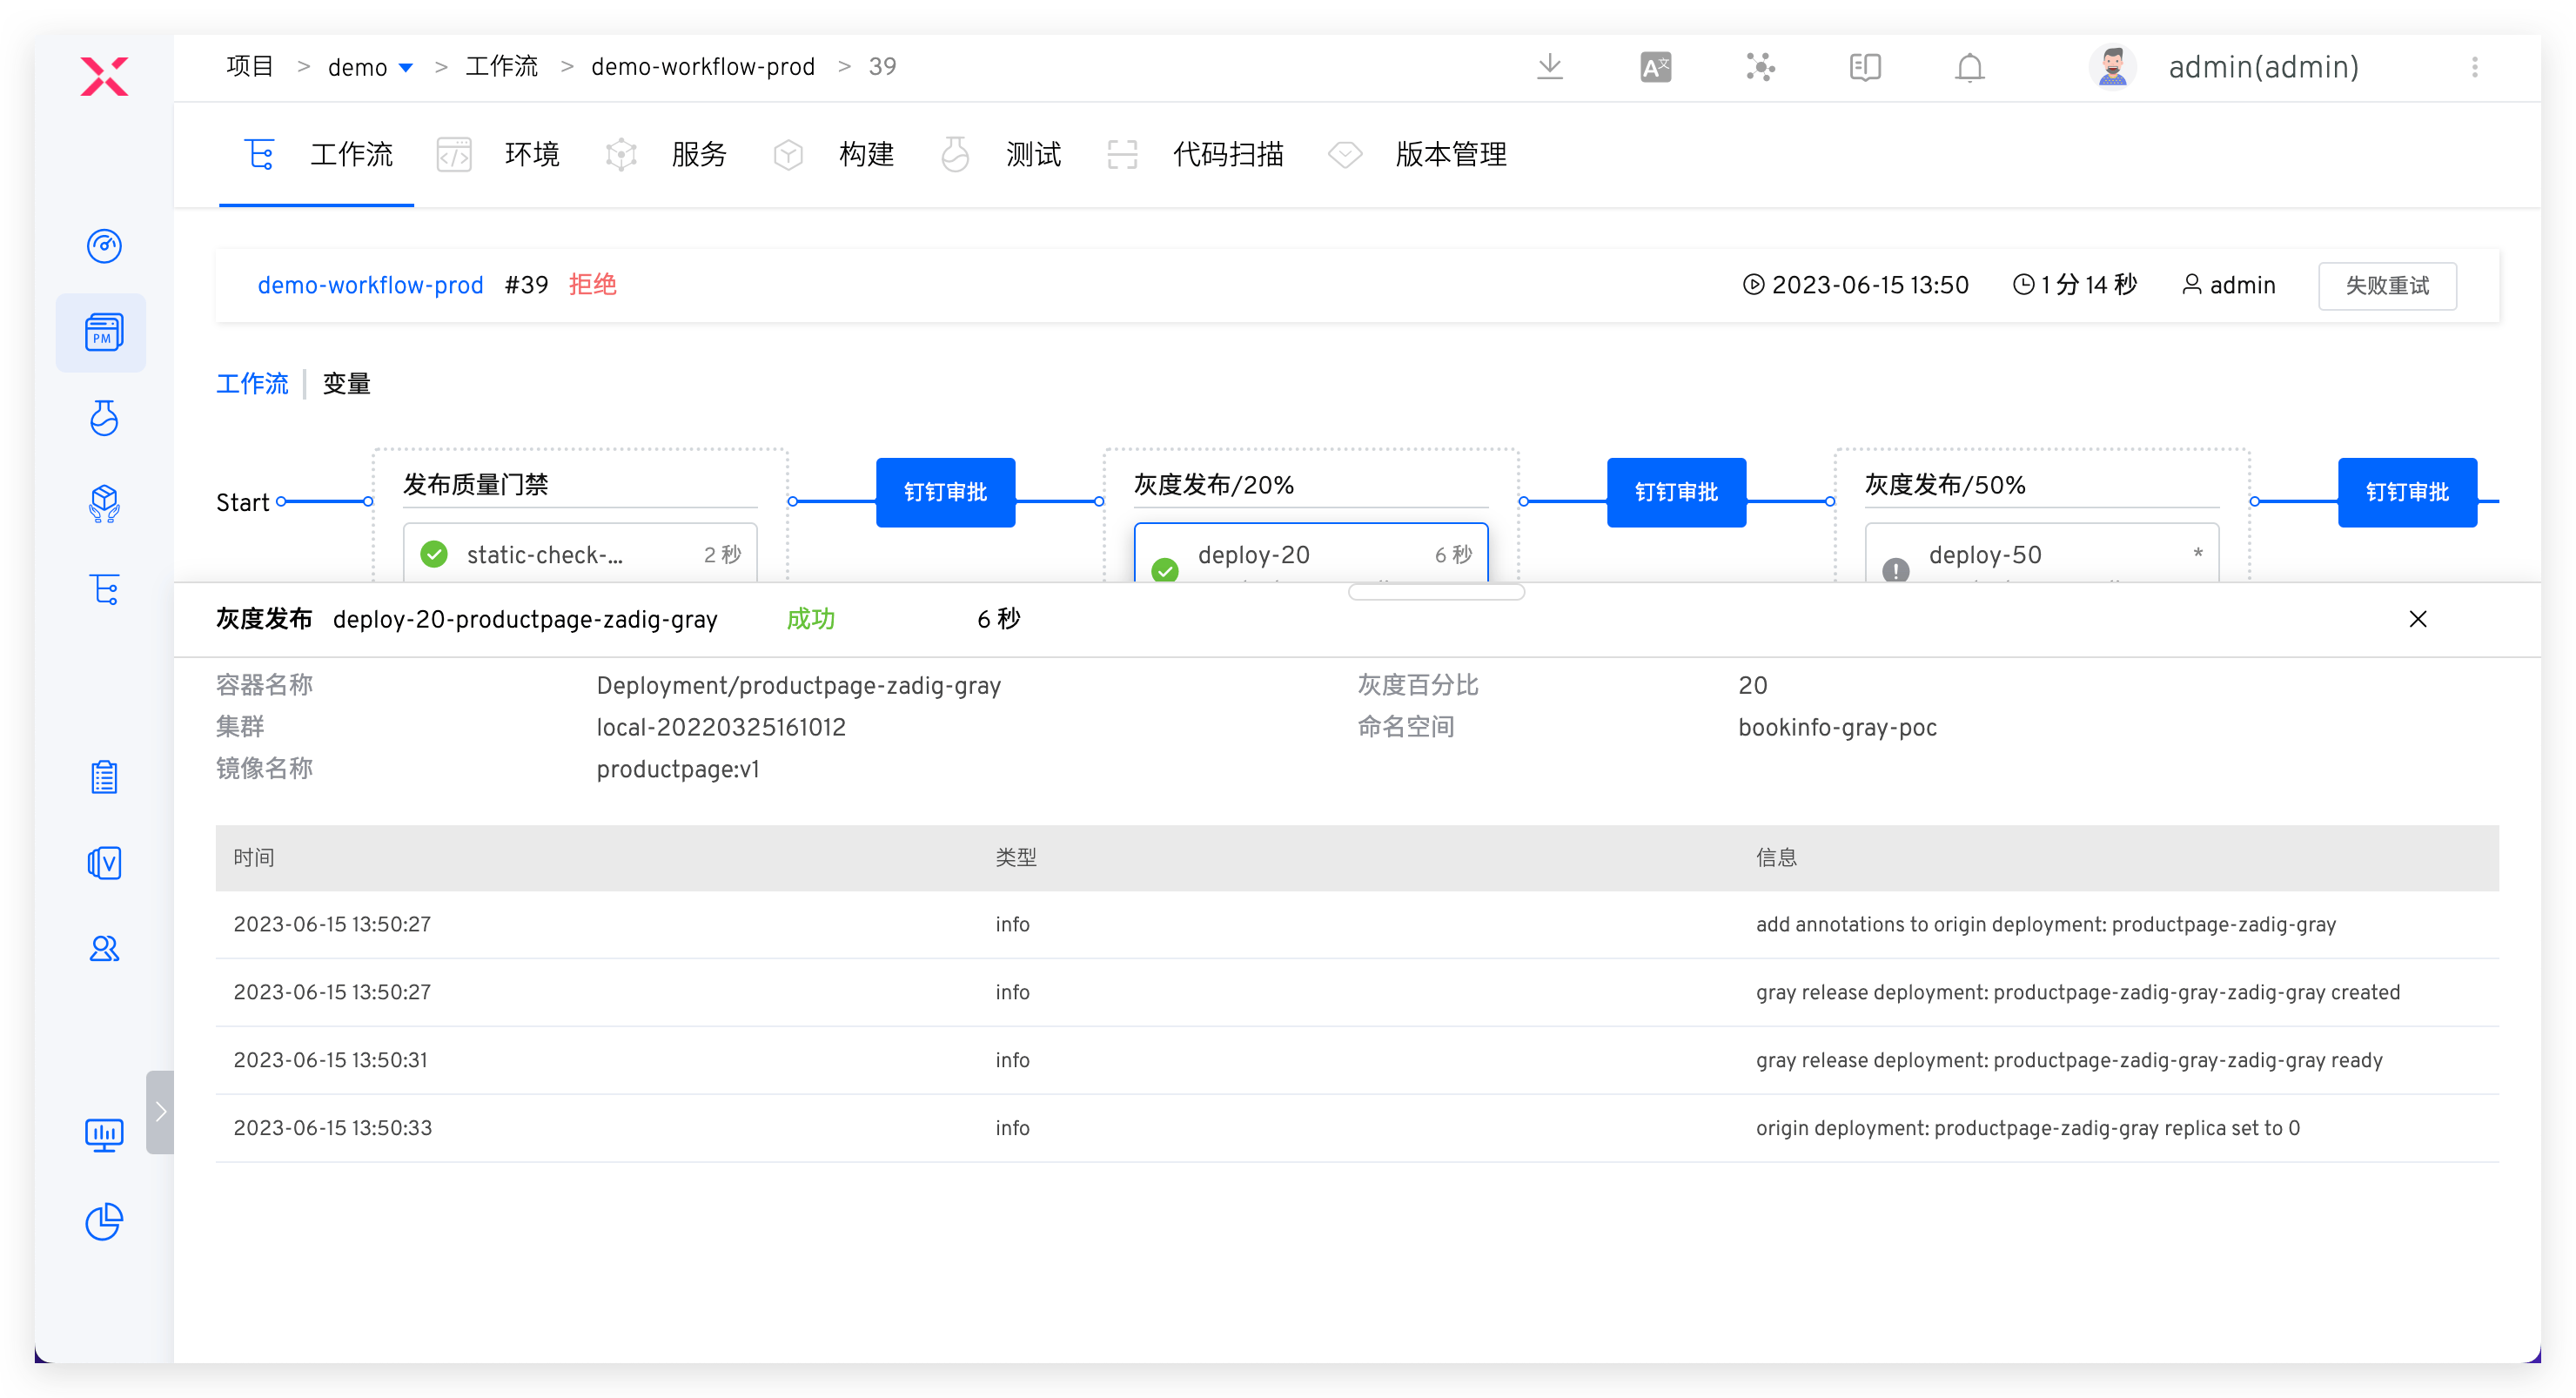 项目 > demo > 工作流 > demo-workflow-prod > 39
admin(admin)
工作流 环境 服务 构建 测试 代码扫描 版本管理
PM
demo-workflow-prod #39 拒绝 2023-06-15 13:50 1 分 14 秒 admin 失败重试
工作流 变量
Start
发布质量门禁
static-check-... 2 秒
钉钉审批
灰度发布/20%
deploy-20 6 秒
钉钉审批
灰度发布/50%
deploy-50 *
钉钉审批
灰度发布 deploy-20-productpage-zadig-gray 成功 6 秒
容器名称 Deployment/productpage-zadig-gray 灰度百分比 20
集群 local-20220325161012 命名空间 bookinfo-gray-poc
镜像名称 productpage:v1
时间 类型 信息
2023-06-15 13:50:27 info add annotations to origin deployment: productpage-zadig-gray
2023-06-15 13:50:27 info gray release deployment: productpage-zadig-gray-zadig-gray created
2023-06-15 13:50:31 info gray release deployment: productpage-zadig-gray-zadig-gray ready
2023-06-15 13:50:33 info origin deployment: productpage-zadig-gray replica set to 0